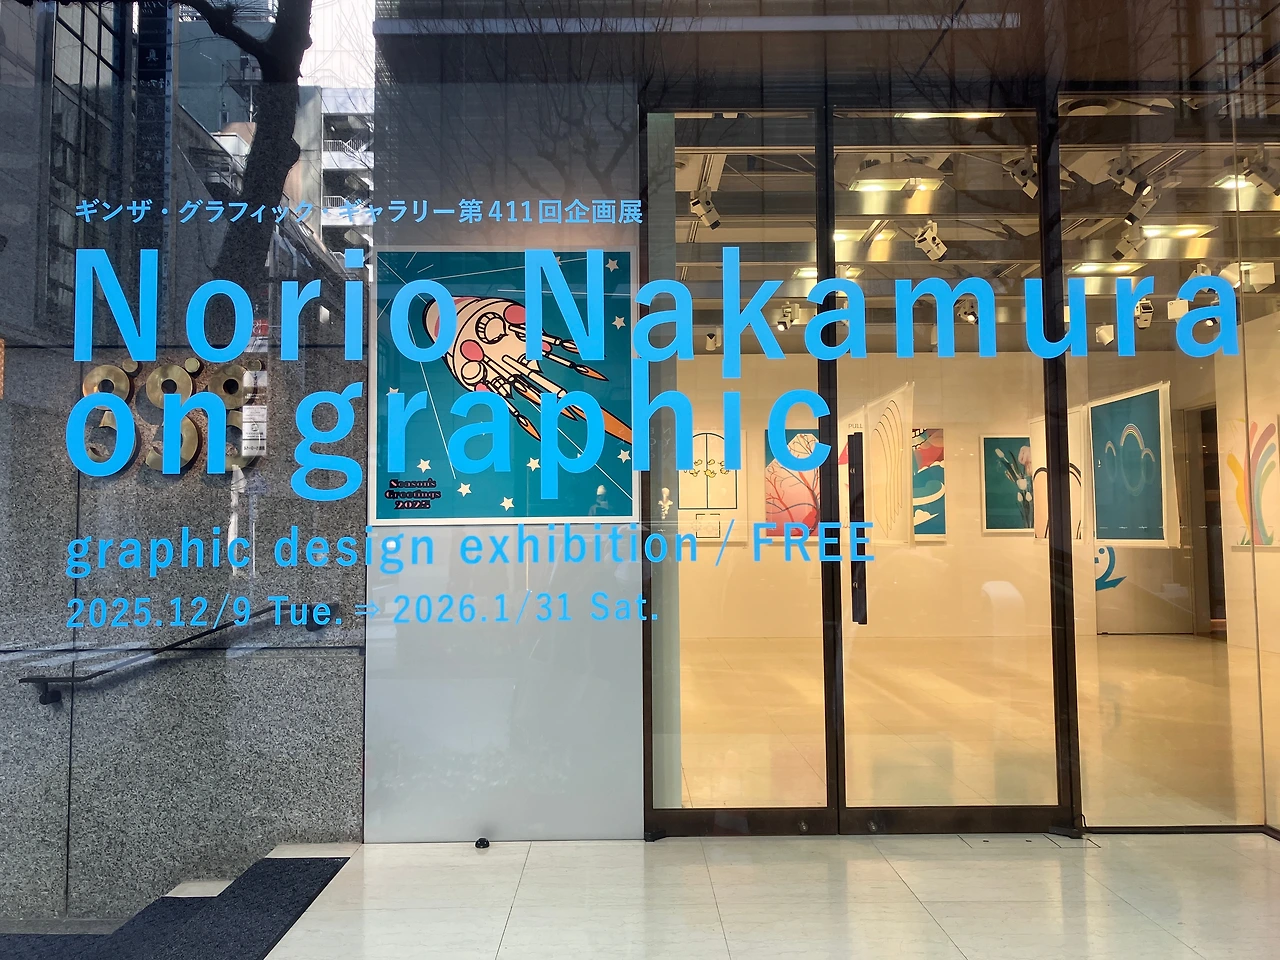 ギンザ・グラフィック・ギャラリー第411回企画展
Norio Nakamura
on graphic
graphic design exhibition / FREE
2025.12/9 Tue. ⇒ 2026.1/31 Sat.
Season's
Greetings
2025
PULL